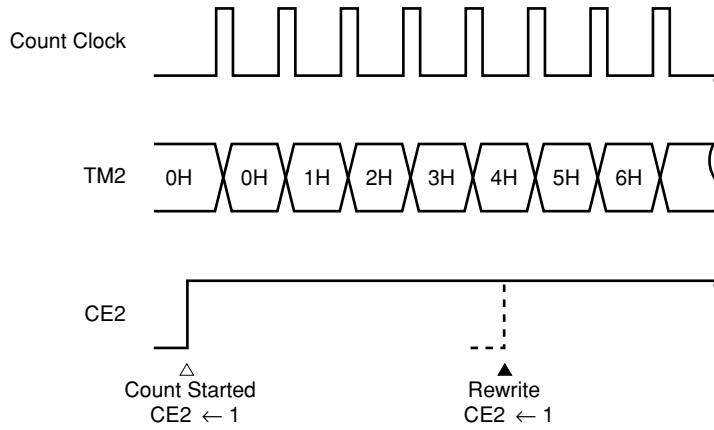 Count Clock
TM2
0H 0H 1H 2H 3H 4H 5H 6H
CE2
Count Started
CE2 ← 1
Rewrite
CE2 ← 1